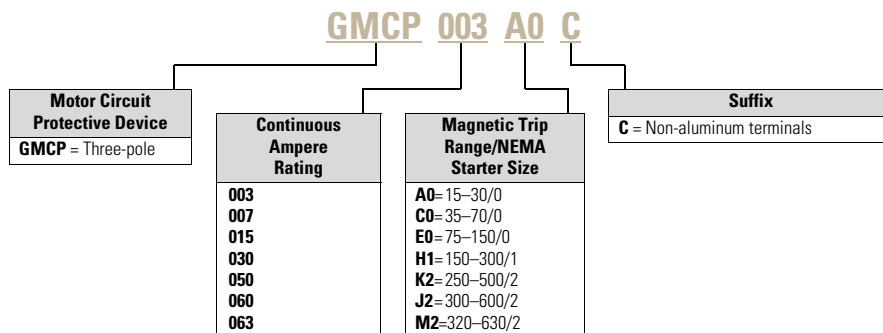 GMCP 003 A0 C
Motor Circuit
Protective Device
GMCP = Three-pole
Continuous
Ampere
Rating
003
007
015
030
050
060
063
Magnetic Trip
Range/NEMA
Starter Size
A0=15–30/0
C0=35–70/0
E0=75–150/0
H1=150–300/1
K2=250–500/2
J2=300–600/2
M2=320–630/2
Suffix
C = Non-aluminum terminals